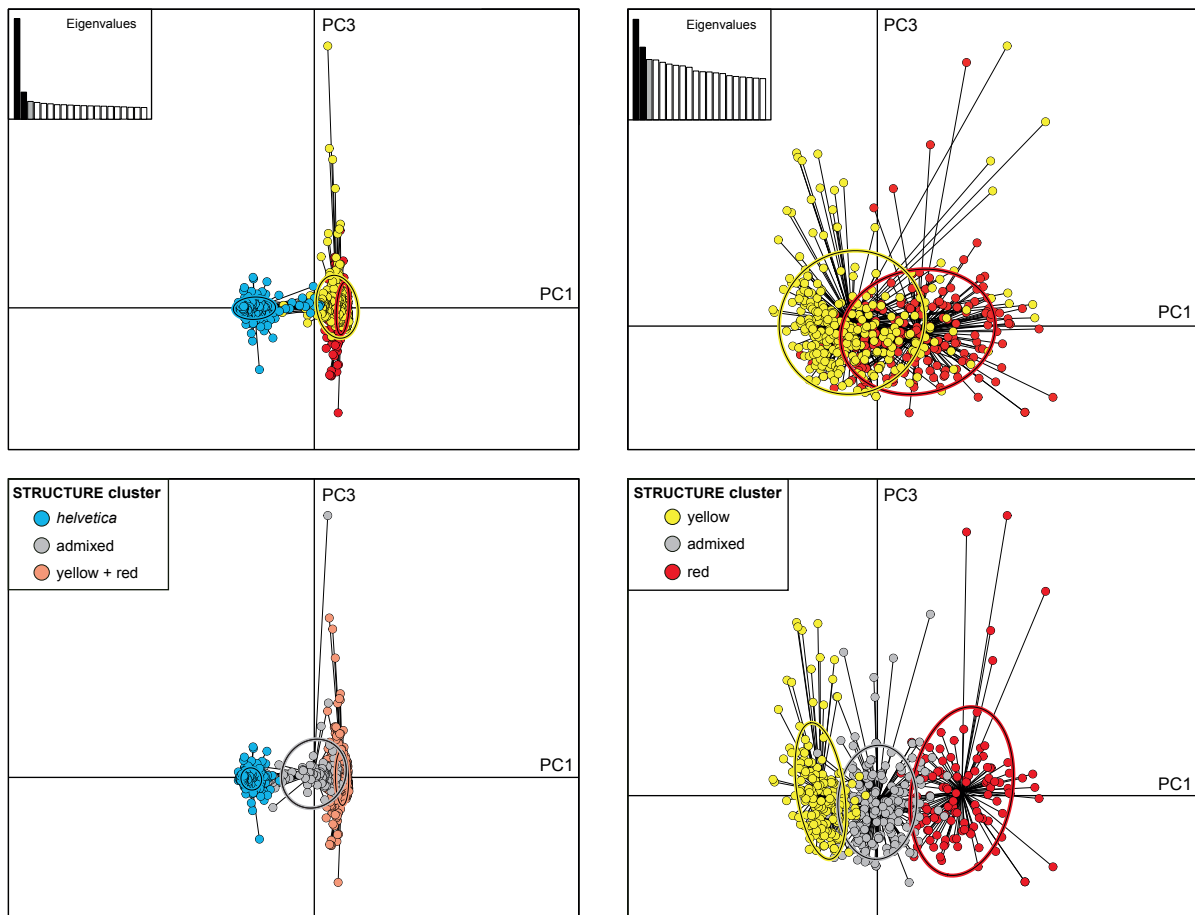 Eigenvalues
PC3
PC1
Eigenvalues
PC3
PC1
STRUCTURE cluster
helvetica
admixed
yellow + red
PC3
PC1
STRUCTURE cluster
yellow
admixed
red
PC3
PC1